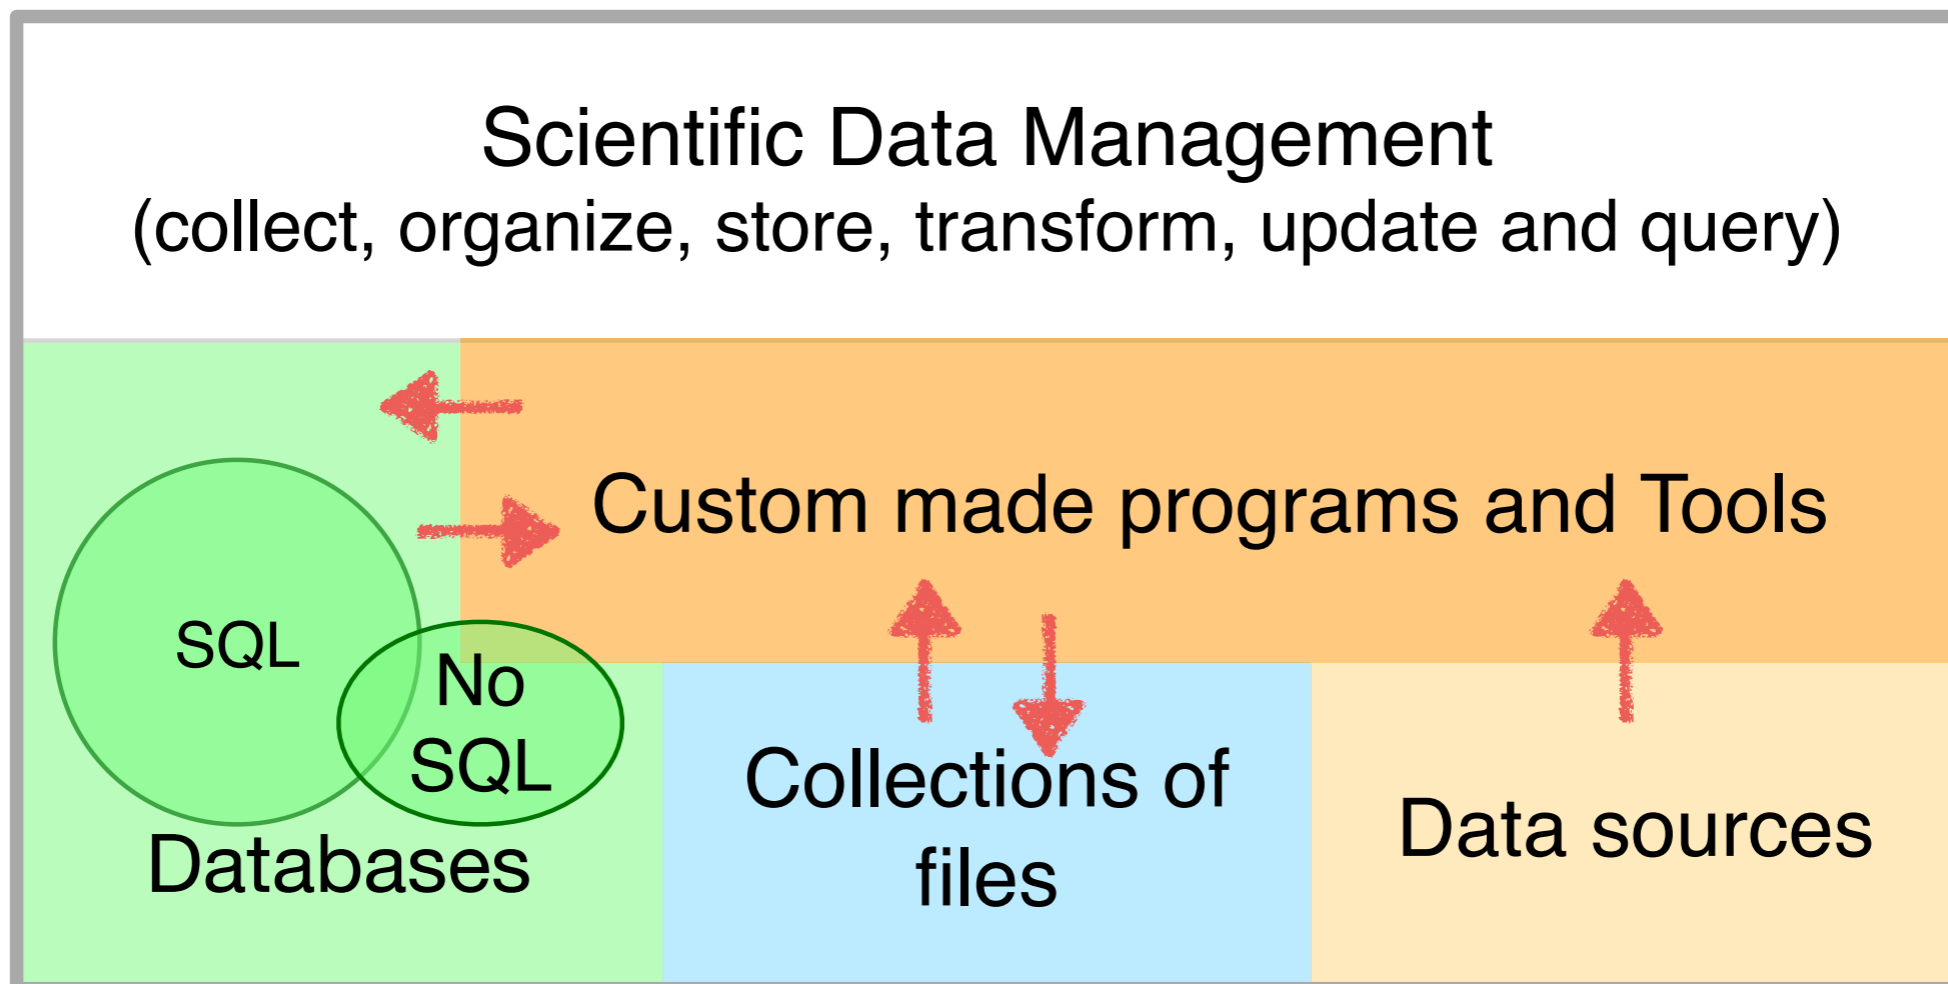 Scientific Data Management
(collect, organize, store, transform, update and query)
Custom made programs and Tools
SQL
No
SQL
Databases
Collections of
files
Data sources